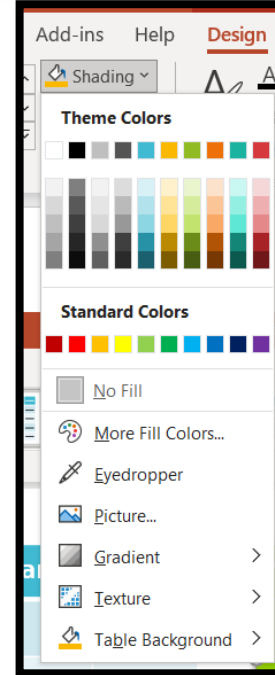 Add-ins Help Design
Shading
Theme Colors
Standard Colors
No Fill
More Fill Colors...
Eyedropper
Picture...
Gradient
Texture
Table Background